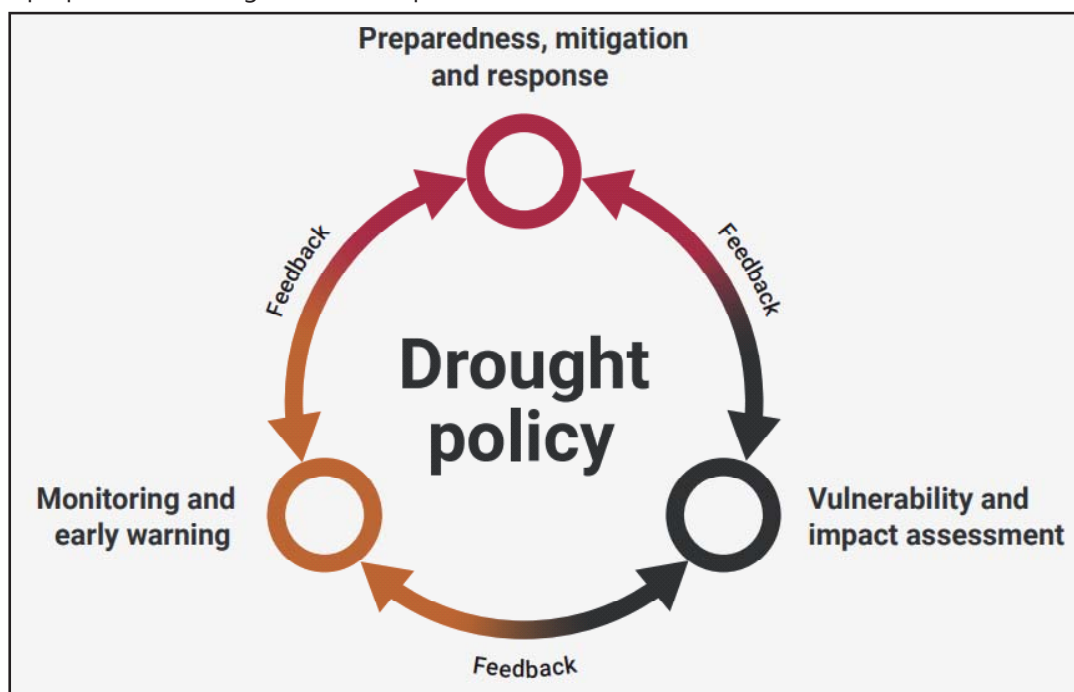 Preparedness, mitigation
and response
Feedback
Feedback
Drought
policy
Monitoring and
early warning
Vulnerability and
impact assessment
Feedback